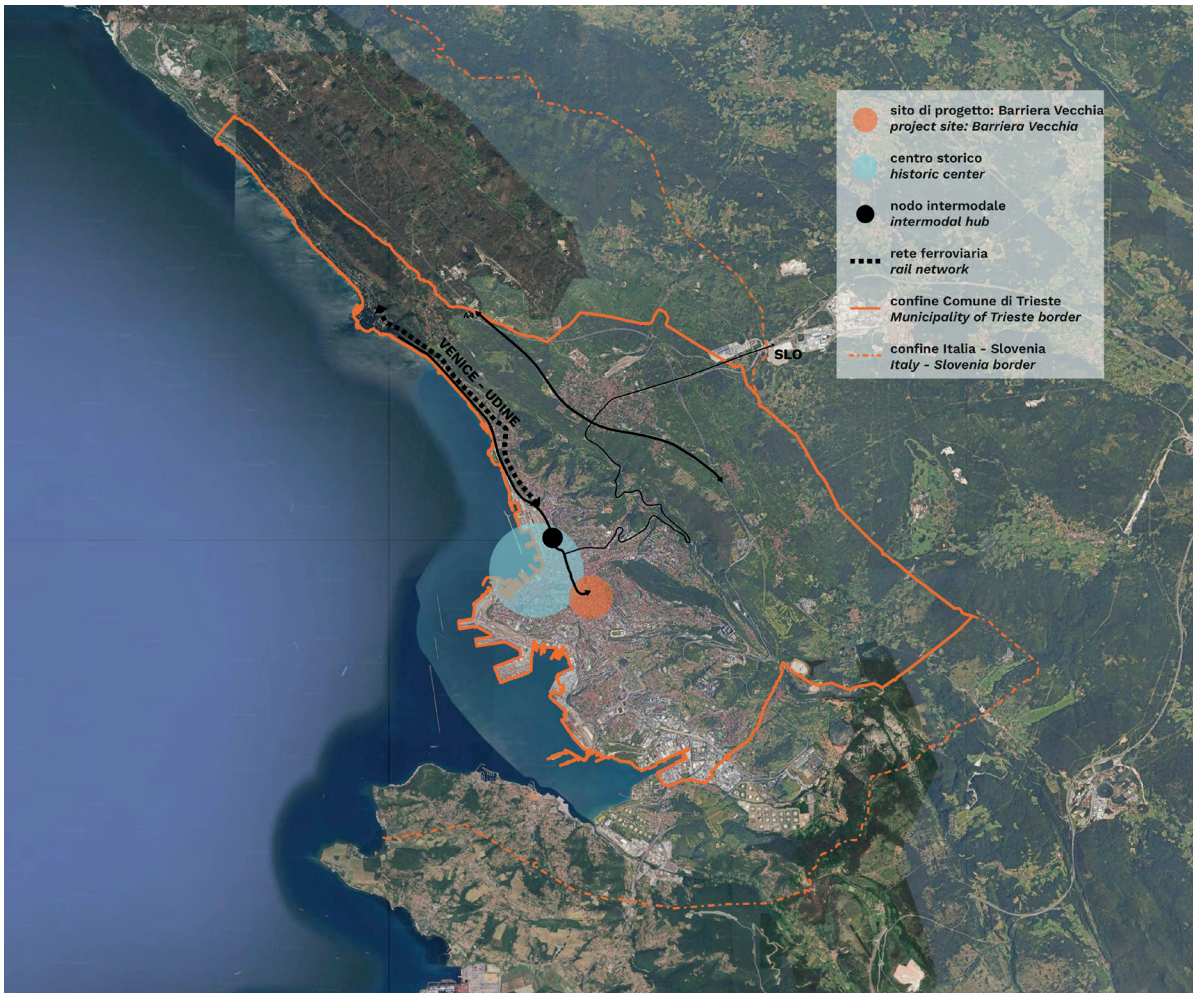 sito di progetto: Barriera Vecchia
project site: Barriera Vecchia
centro storico
historic center
nodo intermodale
intermodal hub
rete ferroviaria
rail network
confine Comune di Trieste
Municipality of Trieste border
confine Italia - Slovenia
Italy - Slovenia border
A4
SLO
VENICE - UDINE